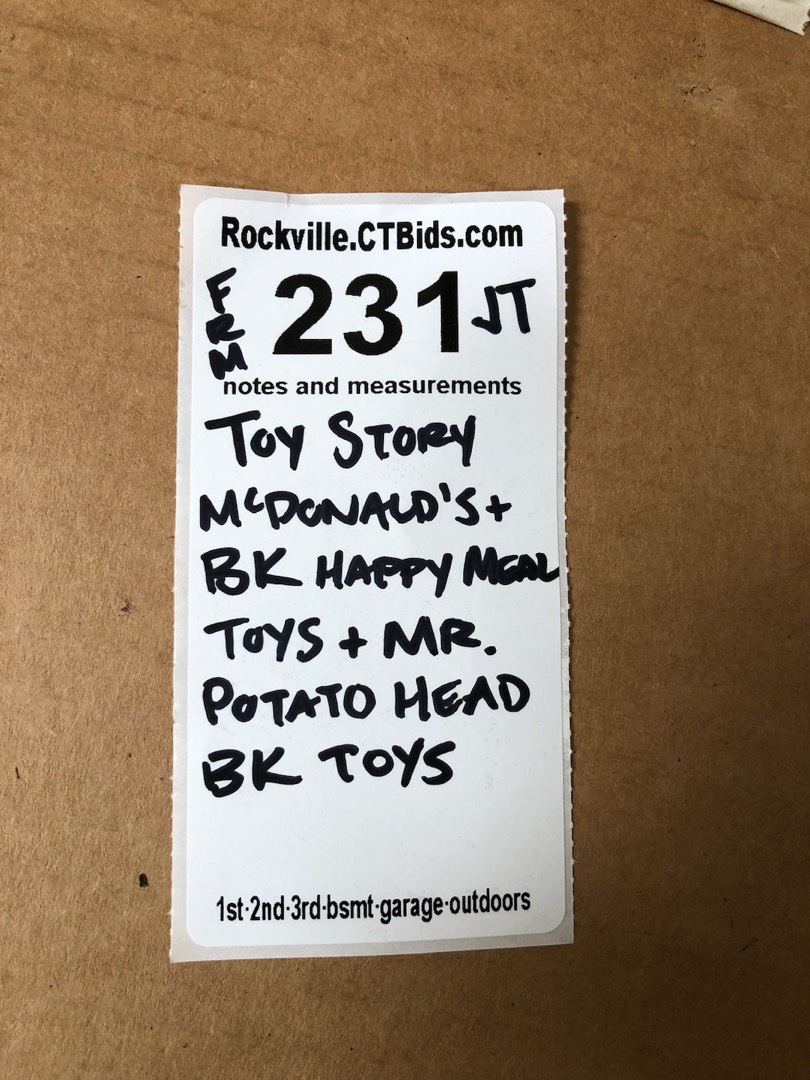 Rockville.CTBids.com
FRM 231 JT
notes and measurements
TOY STORY
McDONALD'S +
BK HAPPY MEAL
TOYS + MR.
POTATO HEAD
BK TOYS
1st·2nd·3rd·bsmt·garage·outdoors